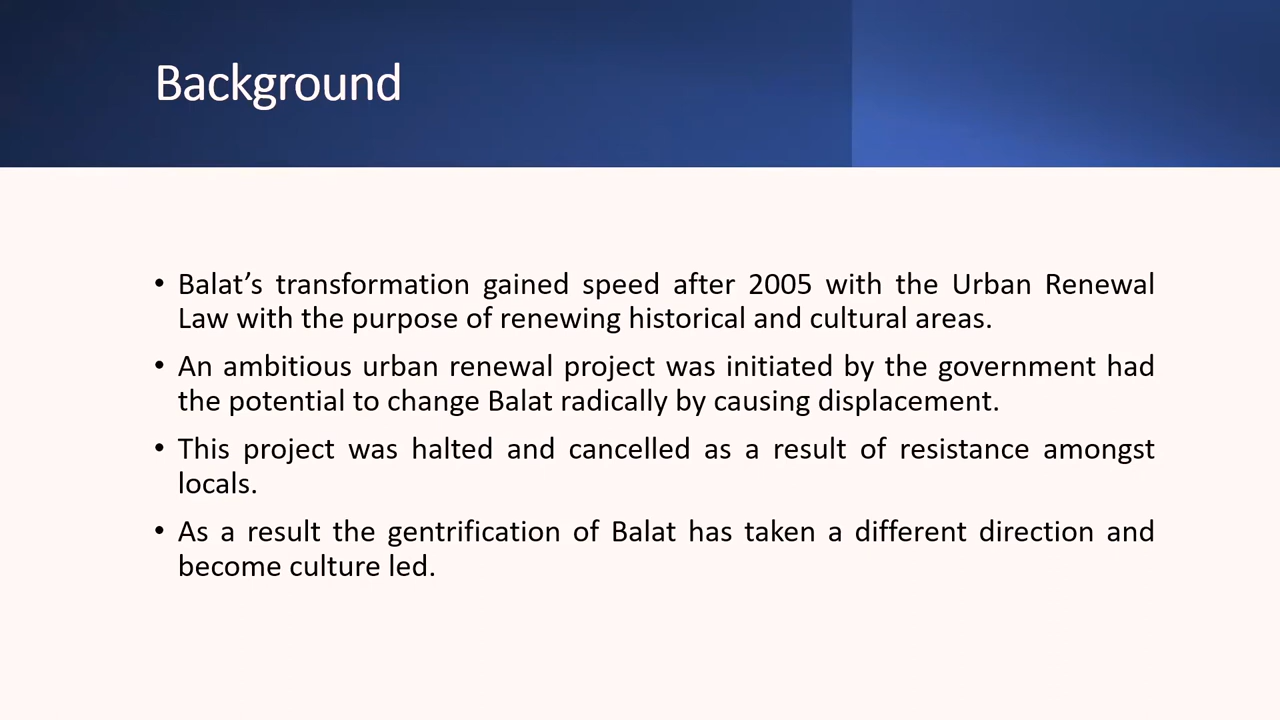 Background
• Balat’s transformation gained speed after 2005 with the Urban Renewal
Law with the purpose of renewing historical and cultural areas.
• An ambitious urban renewal project was initiated by the government had
the potential to change Balat radically by causing displacement.
• This project was halted and cancelled as a result of resistance amongst
locals.
• As a result the gentrification of Balat has taken a different direction and
become culture led.